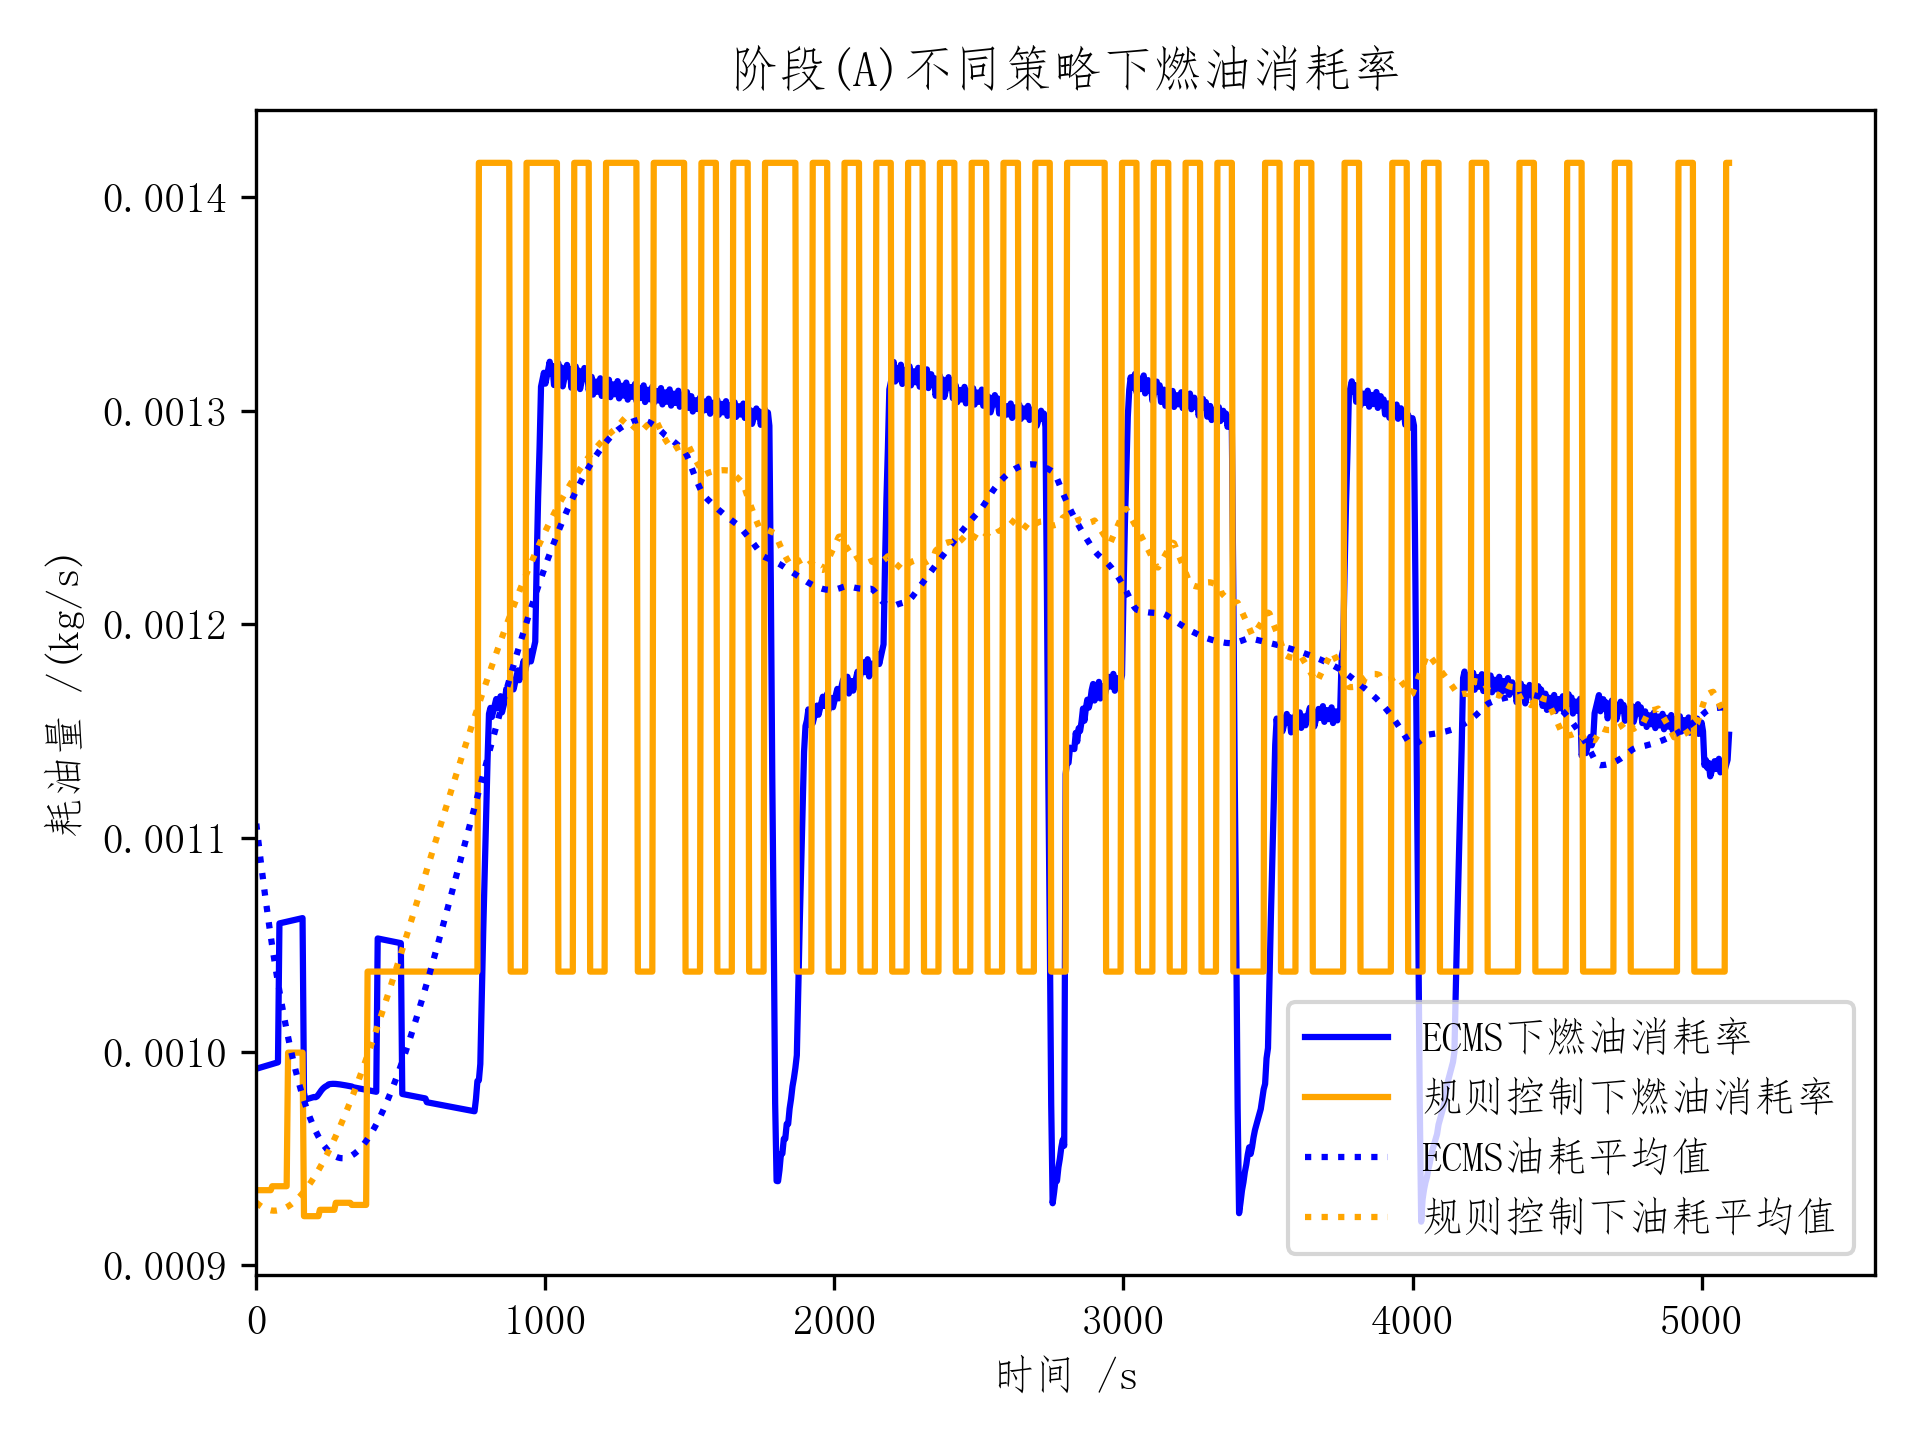 阶段(A)不同策略下燃油消耗率
耗油量 /(kg/s)
0.0014
0.0013
0.0012
0.0011
0.0010
0.0009
0 1000 2000 3000 4000 5000
时间 /s
ECMS下燃油消耗率
规则控制下燃油消耗率
ECMS油耗平均值
规则控制下油耗平均值